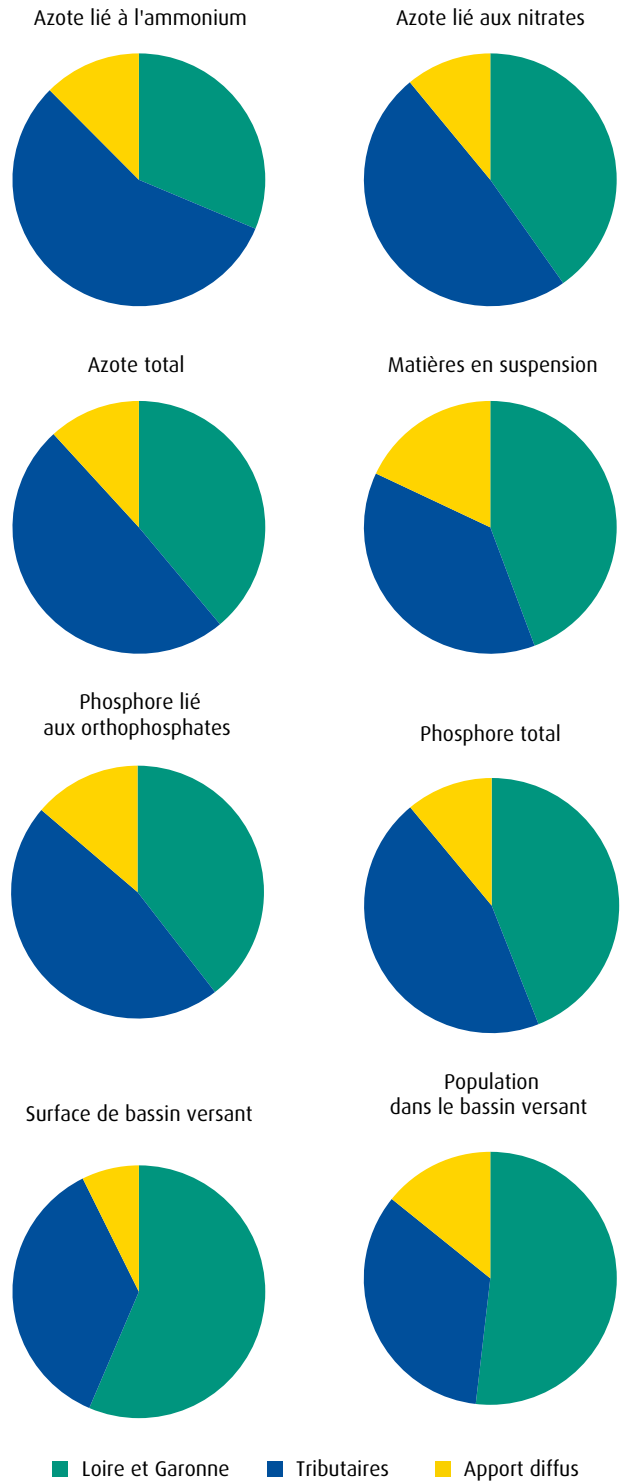 Azote lié à l'ammonium
Azote lié aux nitrates
Azote total
Matières en suspension
Phosphore lié
aux orthophosphates
Phosphore total
Surface de bassin versant
Population
dans le bassin versant
Loire et Garonne
Tributaires
Apport diffus